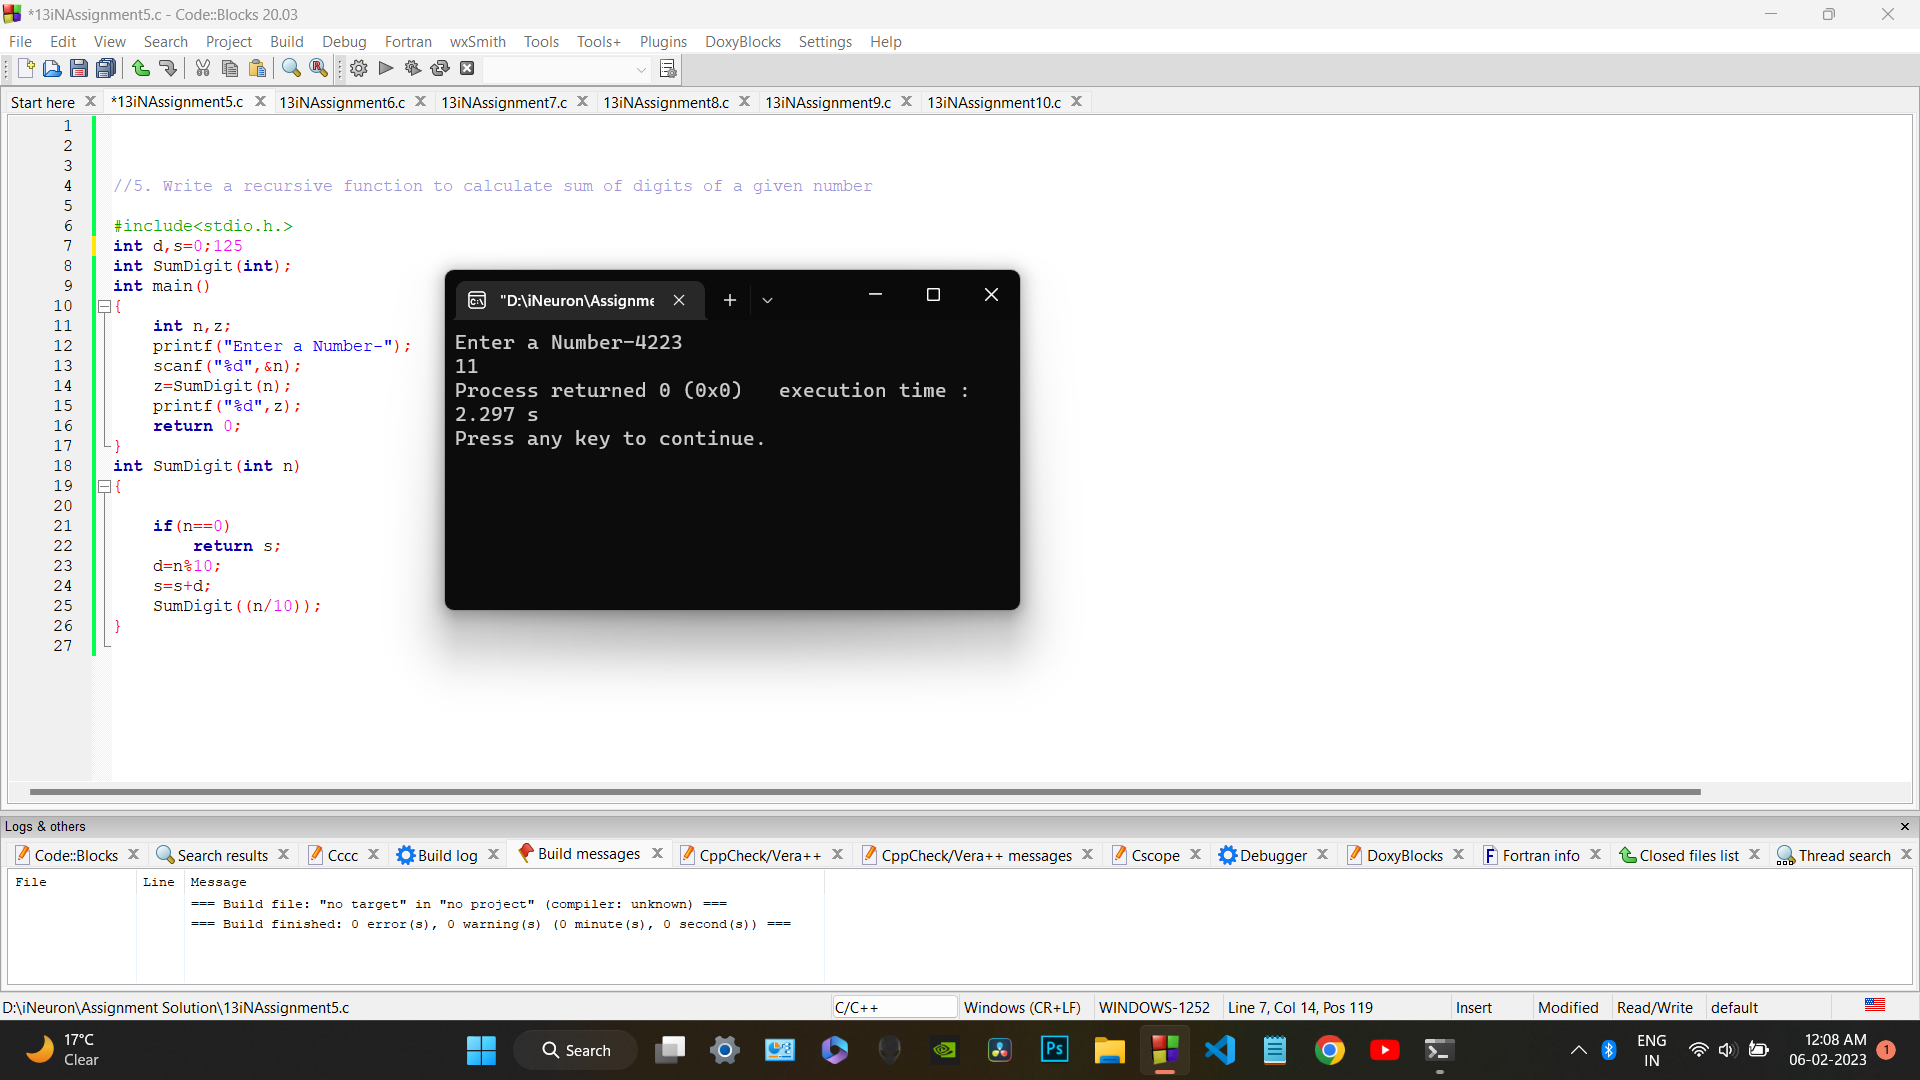 *13iNAssignment5.c - Code::Blocks 20.03
File Edit View Search Project Build Debug Fortran wxSmith Tools Tools+ Plugins DoxyBlocks Settings Help
Start here *13iNAssignment5.c 13iNAssignment6.c 13iNAssignment7.c 13iNAssignment8.c 13iNAssignment9.c 13iNAssignment10.c
1
2
3
4 //5. Write a recursive function to calculate sum of digits of a given number
5
6 #include<stdio.h.>
7 int d,s=0;125
8 int SumDigit(int);
9 int main()
10 {
11 int n,z;
12 printf("Enter a Number-");
13 scanf("%d",&n);
14 z=SumDigit(n);
15 printf("%d",z);
16 return 0;
17 }
18 int SumDigit(int n)
19 {
20
21 if(n==0)
22 return s;
23 d=n%10;
24 s=s+d;
25 SumDigit((n/10));
26 }
27
"D:\iNeuron\Assignme
Enter a Number-4223
11
Process returned 0 (0x0) execution time :
2.297 s
Press any key to continue.
Logs & others
Code::Blocks Search results Cccc Build log Build messages CppCheck/Vera++ CppCheck/Vera++ messages Cscope Debugger DoxyBlocks Fortran info Closed files list Thread search
File Line Message
=== Build file: "no target" in "no project" (compiler: unknown) ===
=== Build finished: 0 error(s), 0 warning(s) (0 minute(s), 0 second(s)) ===
D:\iNeuron\Assignment Solution\13iNAssignment5.c C/C++ Windows (CR+LF) WINDOWS-1252 Line 7, Col 14, Pos 119 Insert Modified Read/Write default
17°C
Clear
Search
Ps
ENG
IN
12:08 AM
06-02-2023
1